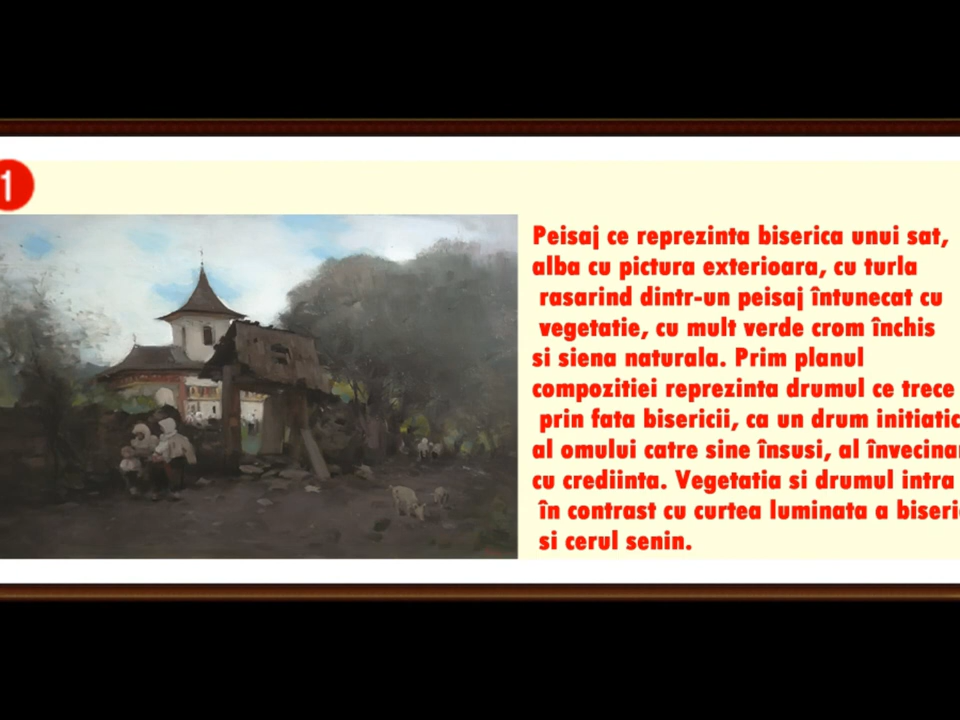 1
Peisaj ce reprezinta biserica unui sat,
alba cu pictura exterioara, cu turla
rasarind dintr-un peisaj întunecat cu
vegetatie, cu mult verde crom închis
si siena naturala. Prim planul
compozitiei reprezinta drumul ce trece
prin fata bisericii, ca un drum initiatic
al omului catre sine însusi, al
cu crediinta. Vegetatia si drumul intra
în contrast cu curtea luminata a
si cerul senin.